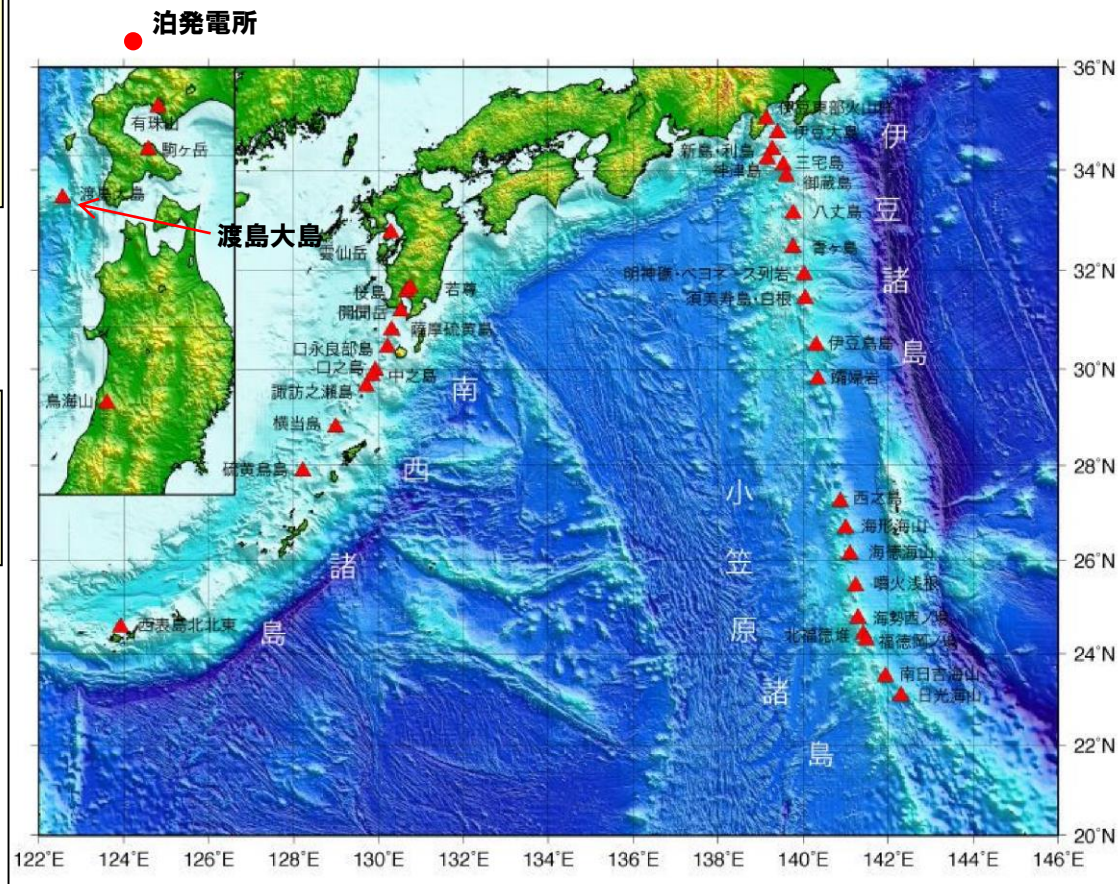 泊発電所
有珠山
駒ヶ岳
渡島大島
渡島大島
鳥海山
雲仙岳
桜島
若尊
開聞岳
薩摩硫黄島
口永良部島
口之島
中之島
諏訪之瀬島
横当島
硫黄鳥島
西表島北北東
南西諸島
伊豆東部火山群
伊豆大島
新島・利島
三宅島
神津島
御蔵島
八丈島
青ヶ島
明神礁・ベヨネース列岩
須美寿島・白根
伊豆鳥島
孀婦岩
伊豆諸島
西之島
海形海山
海徳海山
噴火浅根
海勢西ノ場
北福徳堆
福徳岡ノ場
南日吉海山
日光海山
小笠原諸島
36°N
34°N
32°N
30°N
28°N
26°N
24°N
22°N
20°N
122°E 124°E 126°E 128°E 130°E 132°E 134°E 136°E 138°E 140°E 142°E 144°E 146°E